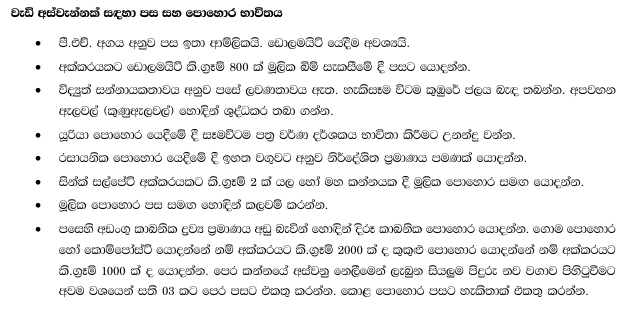 වැඩි අස්වැන්නක් සඳහා පස සහ පොහොර භාවිතය
• පී.එච්. අගය අනුව පස ඉතා ආම්ලිකයි. ඩොලමයිට් යෙදීම අවශ්‍යයි.
• අක්කරයකට ඩොලමයිට් කි.ග්‍රෑම් 800 ක් මූලික බිම් සැකසීමේ දී පසට යොදන්න.
• විද්‍යුත් සන්නායකතාවය අනුව පසේ ලවණතාවය ඇත. හැකිසෑම විටම කුඹුරේ ජලය බැඳ තබන්න. අපවහන
ඇලවල් (කුණුඇලවල්) හොඳින් ශුද්ධකර තබා ගන්න.
• යූරියා පොහොර යෙදීමේ දී සෑමවිටම පත්‍ර වර්ණ දර්ශකය භාවිතා කිරීමට උනන්දු වන්න.
• රසායනික පොහොර යෙදීමේ දී ඉහත වගුවට අනුව නිර්දේශිත ප්‍රමාණය පමණක් යොදන්න.
• සින්ක් සල්පේට් අක්කරයකට කි.ග්‍රෑම් 2 ක් යල හෝ මහ කන්නයක දී මූලික පොහොර සමඟ යොදන්න.
• මූලික පොහොර පස සමඟ හොඳින් කලවම් කරන්න.
• පසෙහි අඩංගු කාබනික ද්‍රව්‍ය ප්‍රමාණය අඩු බැවින් හොඳින් දිරූ කාබනික පොහොර යොදන්න. ගොම පොහොර
හෝ කොම්පෝස්ට් යොදන්නේ නම් අක්කරයට කි.ග්‍රෑම් 2000 ක් ද කුකුළු පොහොර යොදන්නේ නම් අක්කරයට
කි.ග්‍රෑම් 1000 ක් ද යොදන්න. පෙර කන්නයේ අස්වනු නෙලීමෙන් ලැබුන සියලුම පිදුරු නව වගාව පිහිටුවීමට
අවම වශයෙන් සති 03 කට පෙර පසට එකතු කරන්න. කොළ පොහොර පසට හැකිතාක් එකතු කරන්න.